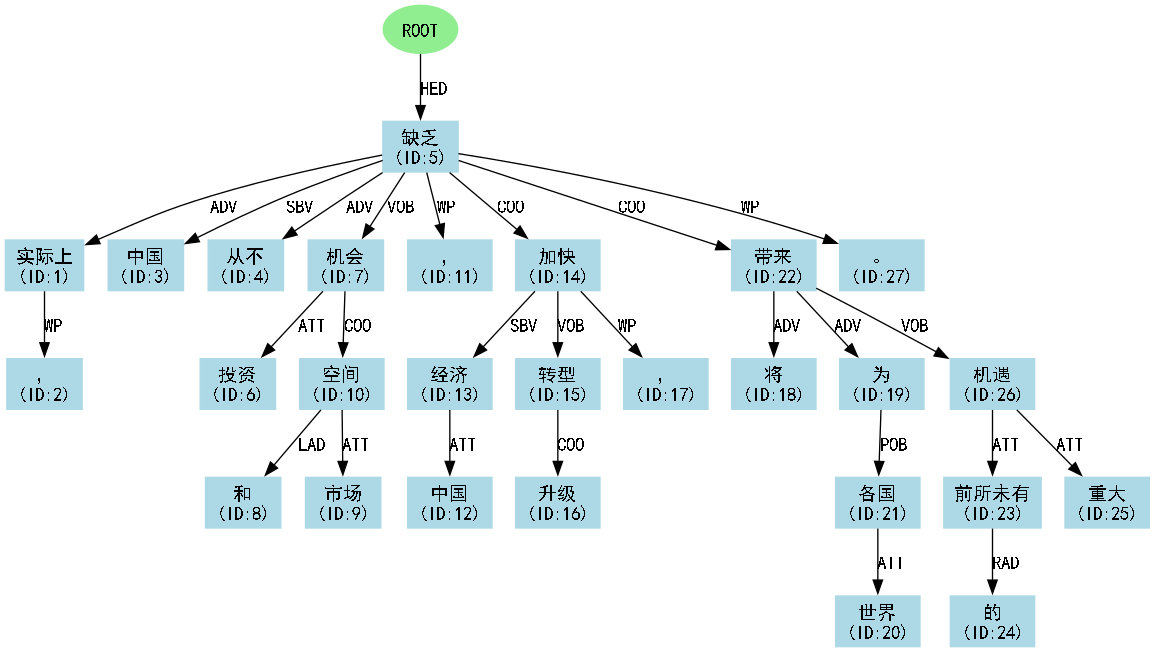 ROOT
HED
缺乏
(ID:5)
ADV
SBV
ADV
VOB
WP
COO
COO
WP
实际上
(ID:1)
中国
(ID:3)
从不
(ID:4)
机会
(ID:7)
，
(ID:11)
加快
(ID:14)
带来
(ID:22)
。
(ID:27)
WP
ATT
COO
SBV
VOB
WP
ADV
ADV
VOB
，
(ID:2)
投资
(ID:6)
空间
(ID:10)
经济
(ID:13)
转型
(ID:15)
，
(ID:17)
将
(ID:18)
为
(ID:19)
机遇
(ID:26)
LAD
ATT
ATT
COO
POB
ATT
ATT
和
(ID:8)
市场
(ID:9)
中国
(ID:12)
升级
(ID:16)
各国
(ID:21)
前所未有
(ID:23)
重大
(ID:25)
ATT
RAD
世界
(ID:20)
的
(ID:24)